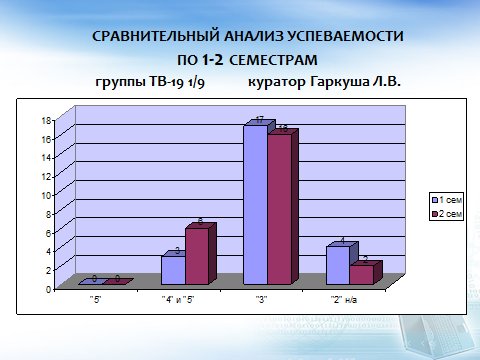 СРАВНИТЕЛЬНЫЙ АНАЛИЗ УСПЕВАЕМОСТИ
ПО 1-2 СЕМЕСТРАМ
группы ТВ-19 1/9 куратор Гаркуша Л.В.
18
16
14
12
10
8
6
4
2
0
0 0
3 6
17 16
4 2
"5" "4" и "5" "3" "2" н/а
1 сем
2 сем